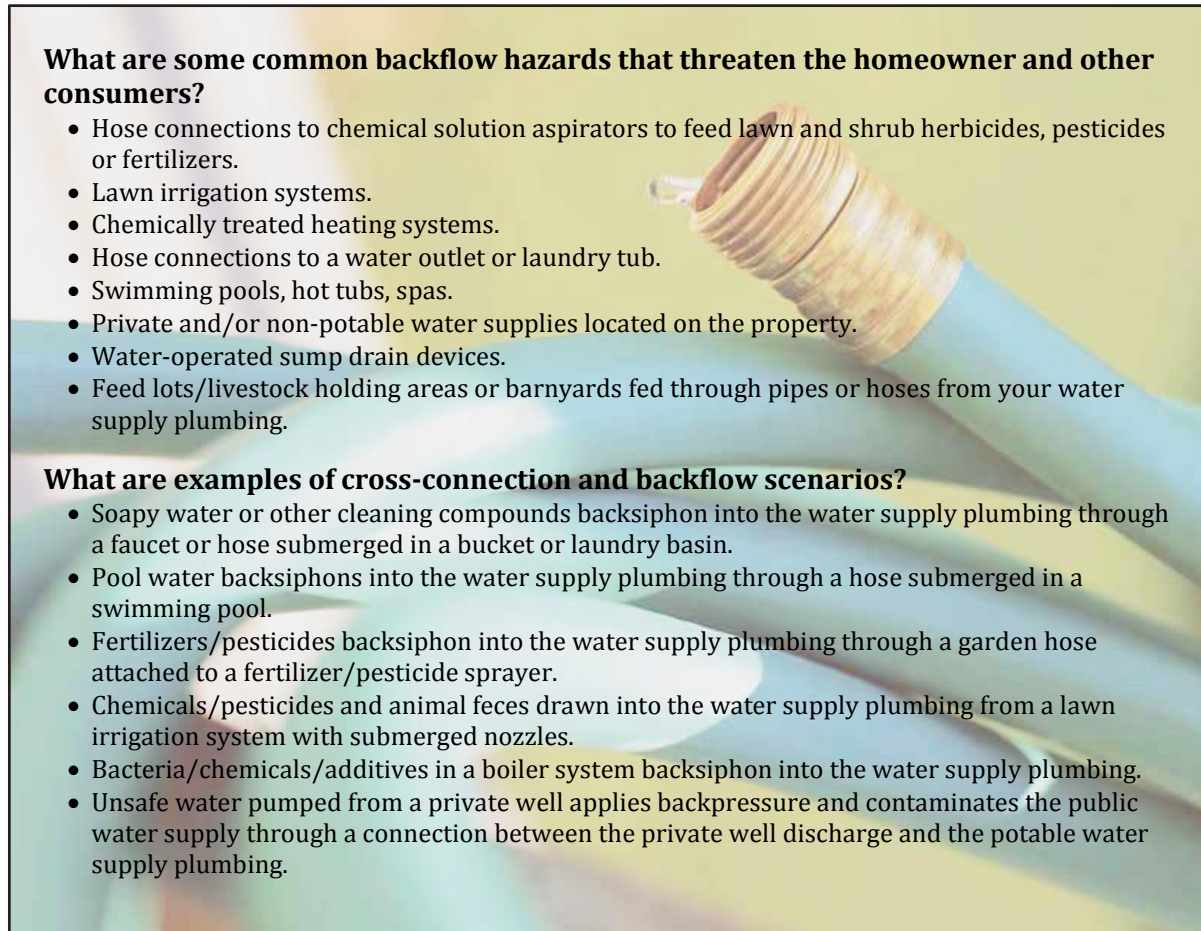 What are some common backflow hazards that threaten the homeowner and other
consumers?
• Hose connections to chemical solution aspirators to feed lawn and shrub herbicides, pesticides
or fertilizers.
• Lawn irrigation systems.
• Chemically treated heating systems.
• Hose connections to a water outlet or laundry tub.
• Swimming pools, hot tubs, spas.
• Private and/or non-potable water supplies located on the property.
• Water-operated sump drain devices.
• Feed lots/livestock holding areas or barnyards fed through pipes or hoses from your water
supply plumbing.
What are examples of cross-connection and backflow scenarios?
• Soapy water or other cleaning compounds backsiphon into the water supply plumbing through
a faucet or hose submerged in a bucket or laundry basin.
• Pool water backsiphons into the water supply plumbing through a hose submerged in a
swimming pool.
• Fertilizers/pesticides backsiphon into the water supply plumbing through a garden hose
attached to a fertilizer/pesticide sprayer.
• Chemicals/pesticides and animal feces drawn into the water supply plumbing from a lawn
irrigation system with submerged nozzles.
• Bacteria/chemicals/additives in a boiler system backsiphon into the water supply plumbing.
• Unsafe water pumped from a private well applies backpressure and contaminates the public
water supply through a connection between the private well discharge and the potable water
supply plumbing.